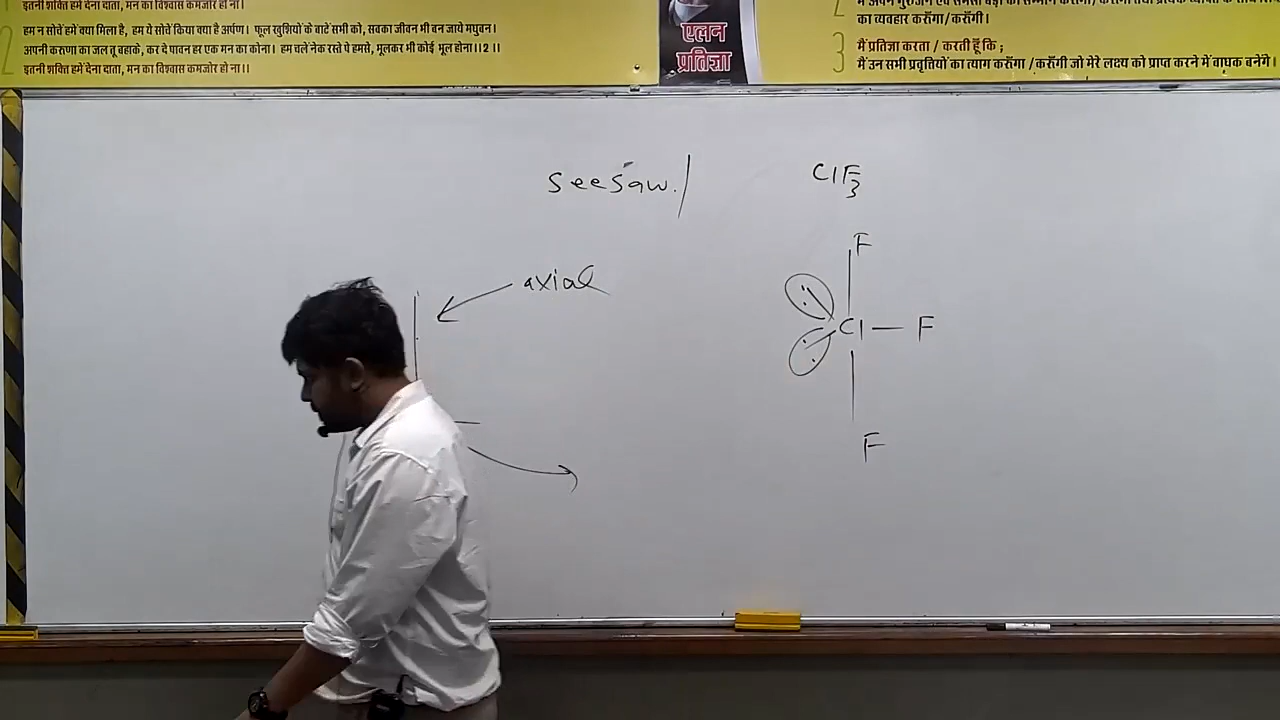 इतनी शक्ति हमें देना दाता, मन का विश्वास कमजोर हो ना।
हम न सोचें हमें क्या मिला है, हम ये सोचें किया क्या है अर्पण। फूल खुशियों के बाटें सभी को, सबका जीवन भी बन जाये मधुबन।
2 अपनी करुणा का जल तू बहाके, कर दे पावन हर एक मन का कोना। हम चलें नेक रस्ते पे हमसे, भूलकर भी कोई भूल होना।।2।।
इतनी शक्ति हमें देना दाता, मन का विश्वास कमजोर हो ना।।
एलन
प्रतिज्ञा
2
का व्यवहार करूँगा/करूँगी।
3 मैं प्रतिज्ञा करता / करती हूँ कि ;
मैं उन सभी प्रवृत्तियों का त्याग करूँगा /करूँगी जो मेरे लक्ष्य को प्राप्त करने में बाधक बनेंगे।
seesaw.
ClF3
axial
F
Cl — F
F